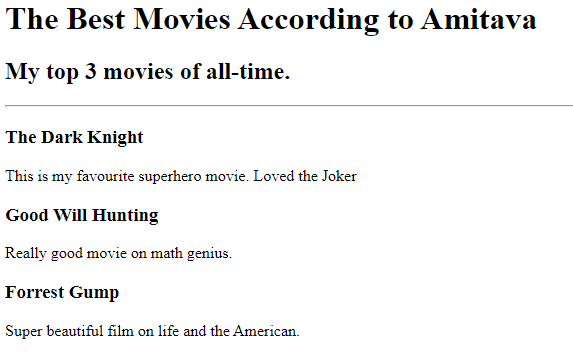 The Best Movies According to Amitava
My top 3 movies of all-time.
The Dark Knight
This is my favourite superhero movie. Loved the Joker
Good Will Hunting
Really good movie on math genius.
Forrest Gump
Super beautiful film on life and the American.